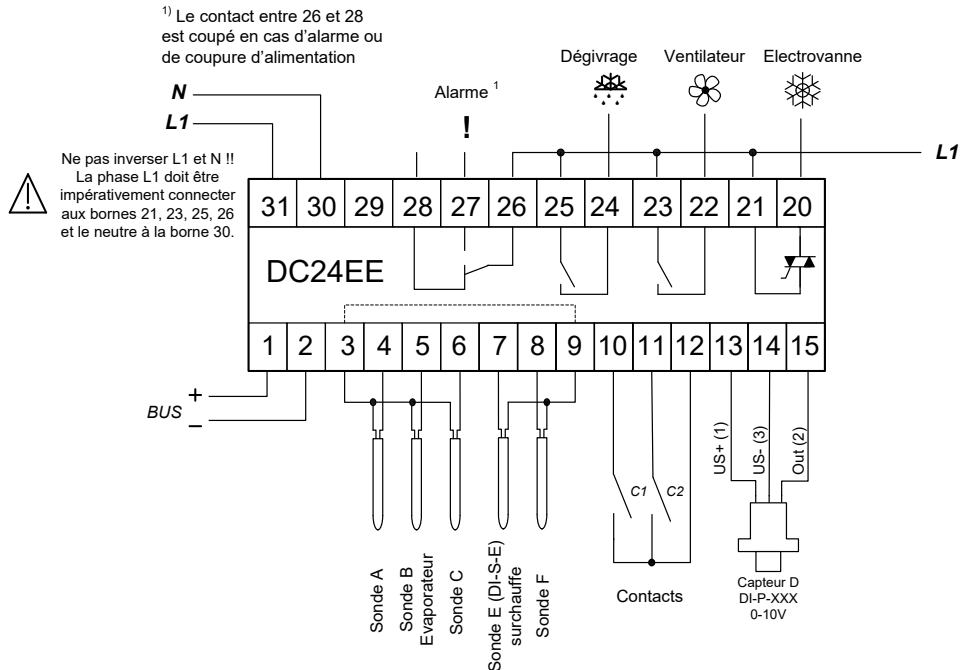 1) Le contact entre 26 et 28
est coupé en cas d'alarme ou
de coupure d'alimentation
N
L1
Alarme 1
!
Dégivrage
Ventilateur
Electrovanne
L1
Ne pas inverser L1 et N !!
La phase L1 doit être
impérativement connecter
aux bornes 21, 23, 25, 26
et le neutre à la borne 30.
31 30 29 28 27 26 25 24 23 22 21 20
DC24EE
1 2 3 4 5 6 7 8 9 10 11 12 13 14 15
BUS
+
–
Sonde A
Sonde B
Evaporateur
Sonde C
Sonde E (DI-S-E)
surchauffe
Sonde F
C1
C2
Contacts
US+ (1)
US- (3)
Out (2)
Capteur D
DI-P-XXX
0-10V